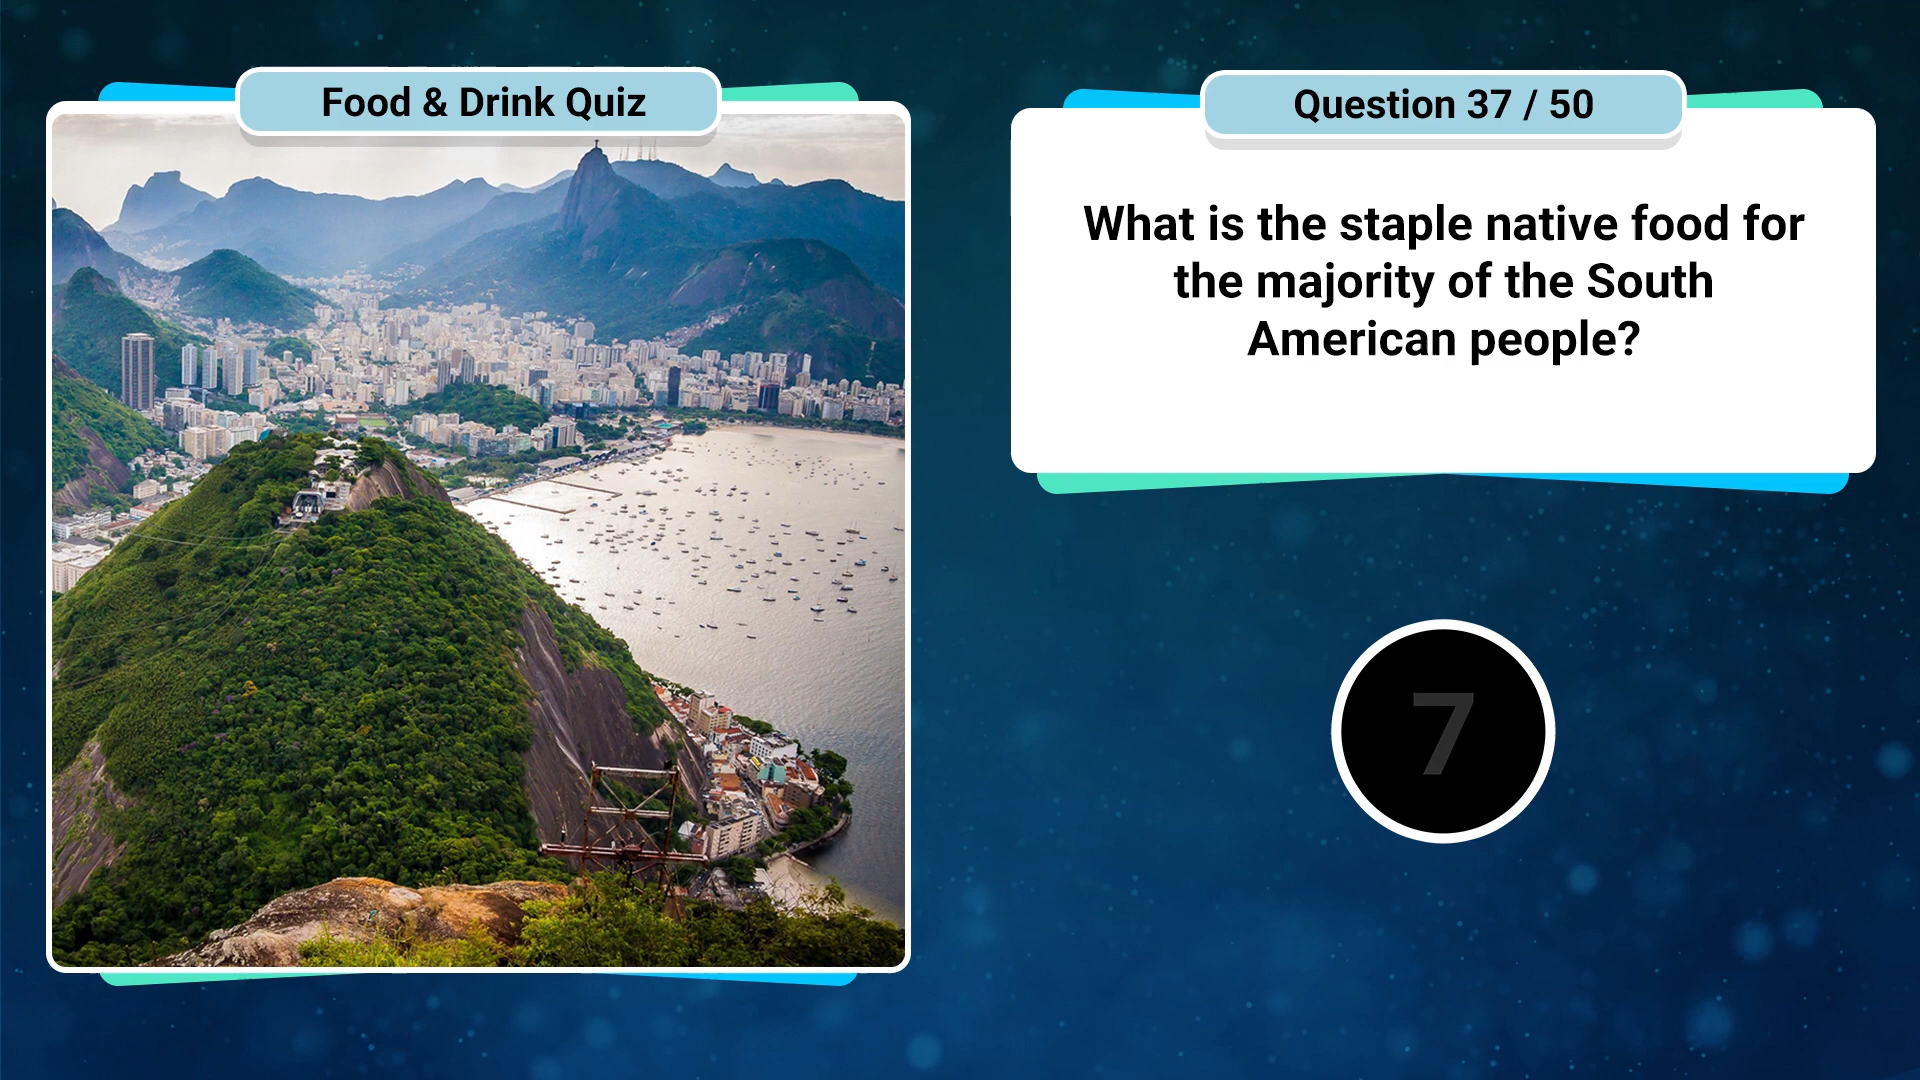 Food & Drink Quiz
Question 37 / 50
What is the staple native food for
the majority of the South
American people?
7